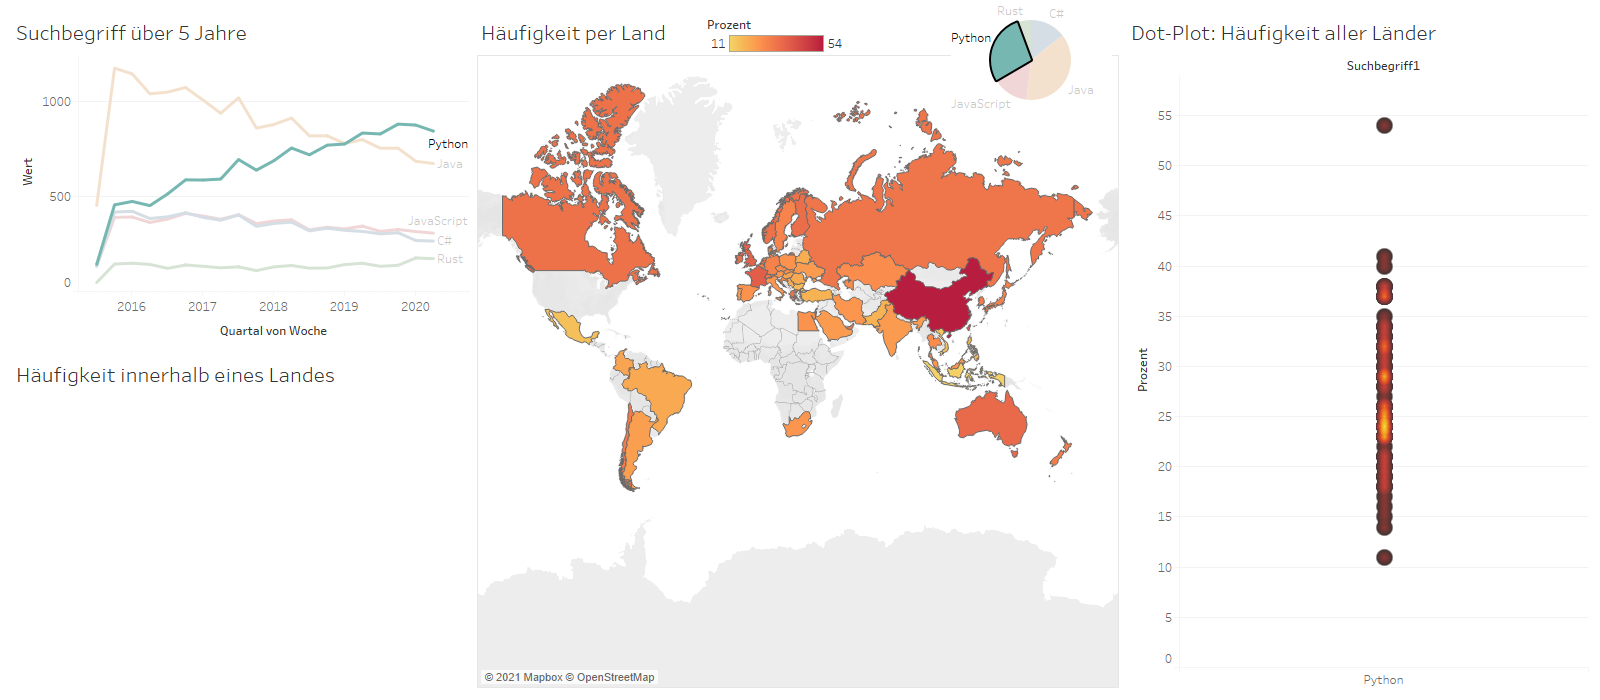 Suchbegriff über 5 Jahre
1000
500
0
Wert
Python
Java
JavaScript
C#
Rust
2016
2017
2018
2019
2020
Quartal von Woche
Häufigkeit innerhalb eines Landes
Häufigkeit per Land
Prozent
11
54
Rust
C#
Python
JavaScript
Java
© 2021 Mapbox © OpenStreetMap
Dot-Plot: Häufigkeit aller Länder
Suchbegriff1
55
50
45
40
35
30
25
20
15
10
5
0
Prozent
Python